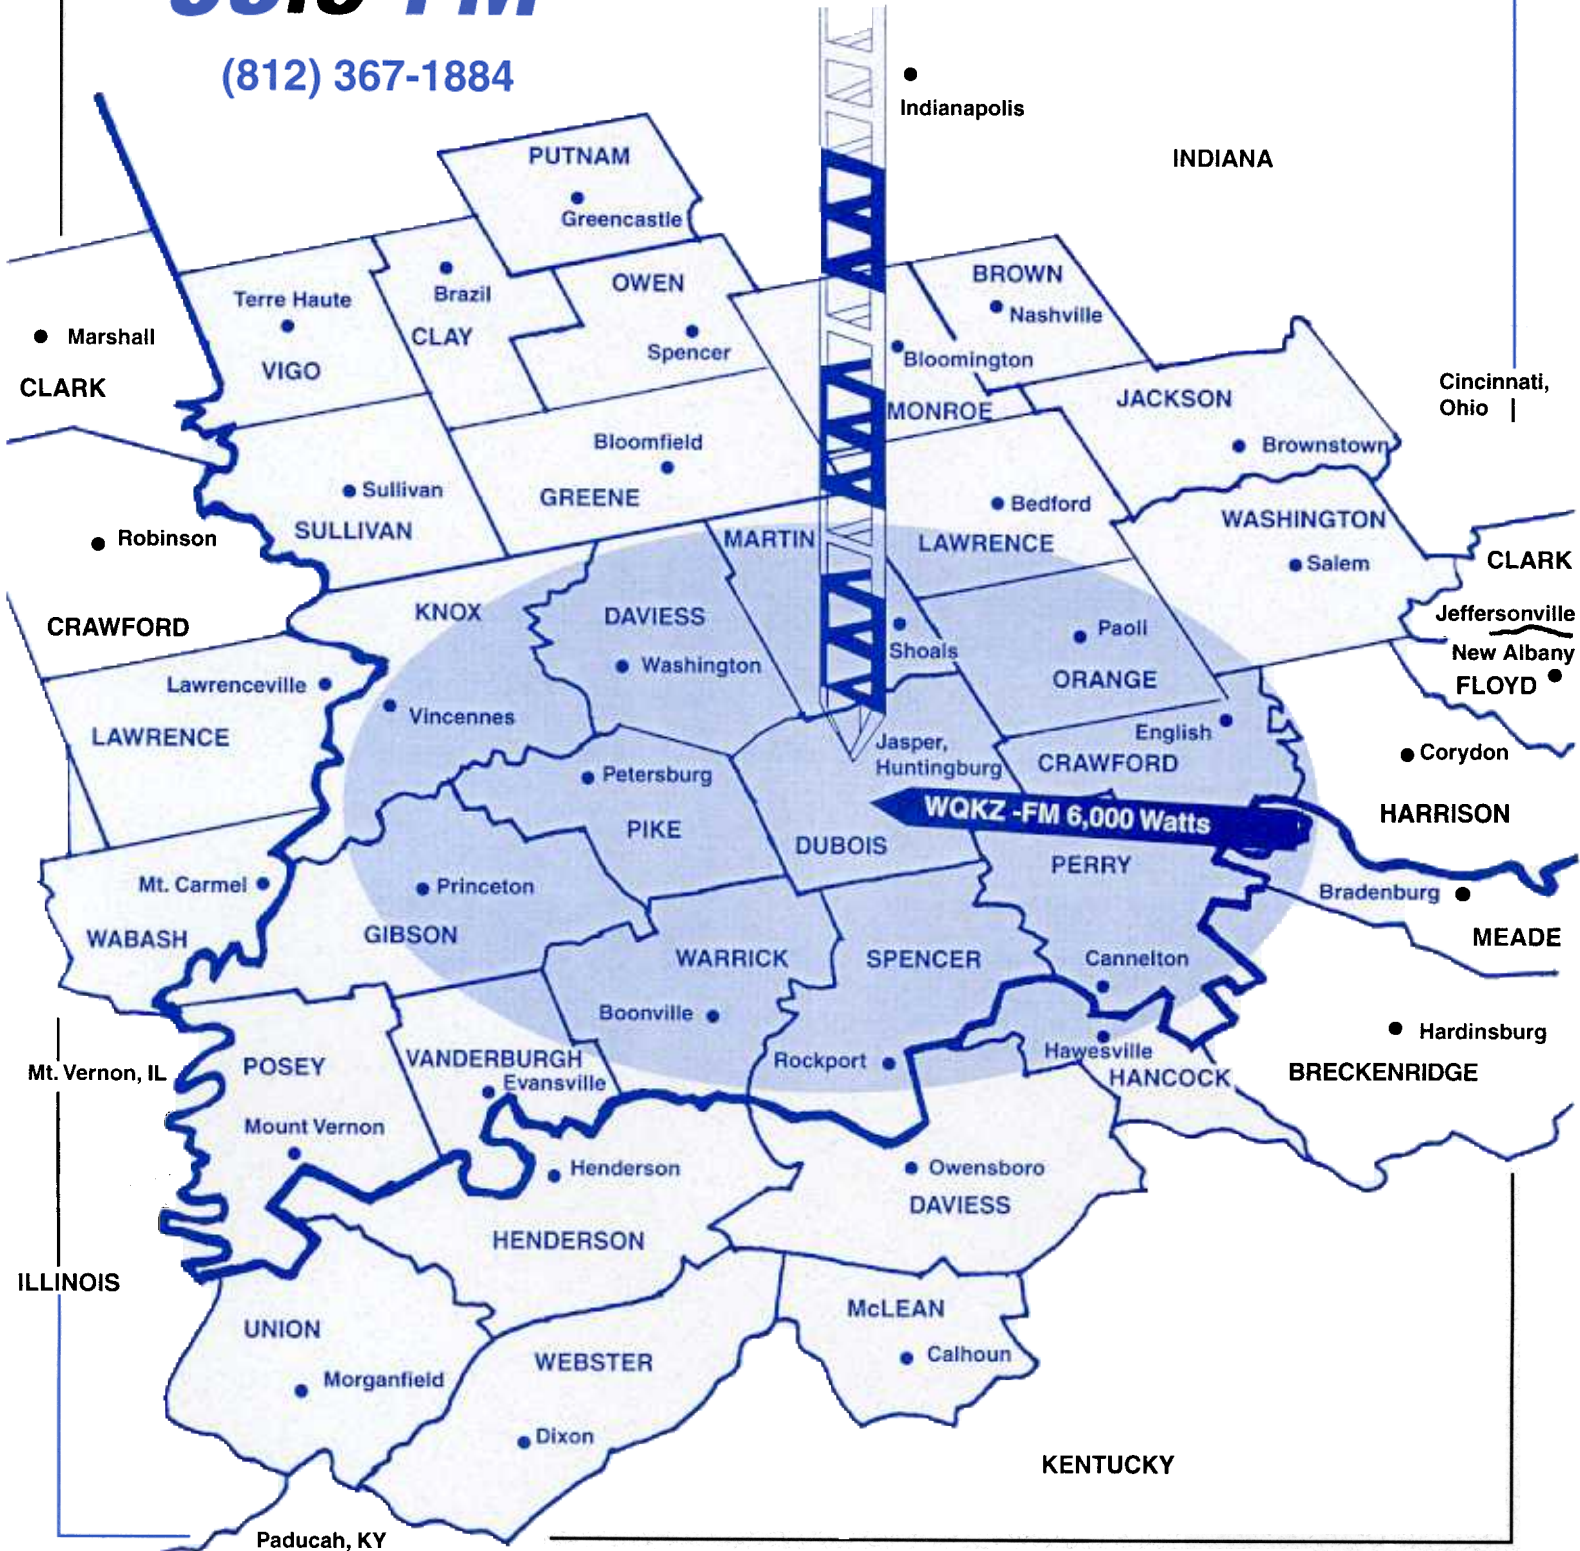 FM
(812) 367-1884
Indianapolis
INDIANA
PUTNAM
Greencastle
OWEN
BROWN
Terre Haute
Brazil
Nashville
Marshall
CLAY
Spencer
Bloomington
VIGO
CLARK
Cincinnati,
Ohio
MONROE
JACKSON
Bloomfield
Brownstown
Sullivan
GREENE
Bedford
SULLIVAN
WASHINGTON
Robinson
MARTIN
LAWRENCE
Salem
CLARK
KNOX
DAVIESS
Jeffersonville
CRAWFORD
Paoli
Shoals
New Albany
Washington
Lawrenceville
ORANGE
FLOYD
Vincennes
English
LAWRENCE
Jasper,
Huntingburg
CRAWFORD
Corydon
Petersburg
WQKZ -FM 6,000 Watts
HARRISON
PIKE
DUBOIS
PERRY
Mt. Carmel
Princeton
Bradenburg
WABASH
GIBSON
MEADE
WARRICK
SPENCER
Cannelton
Boonville
Hardinsburg
POSEY
VANDERBURGH
Rockport
Hawesville
Mt. Vernon, IL
Evansville
HANCOCK
BRECKENRIDGE
Mount Vernon
Henderson
Owensboro
DAVIESS
HENDERSON
ILLINOIS
McLEAN
UNION
WEBSTER
Calhoun
Morganfield
Dixon
KENTUCKY
Paducah, KY